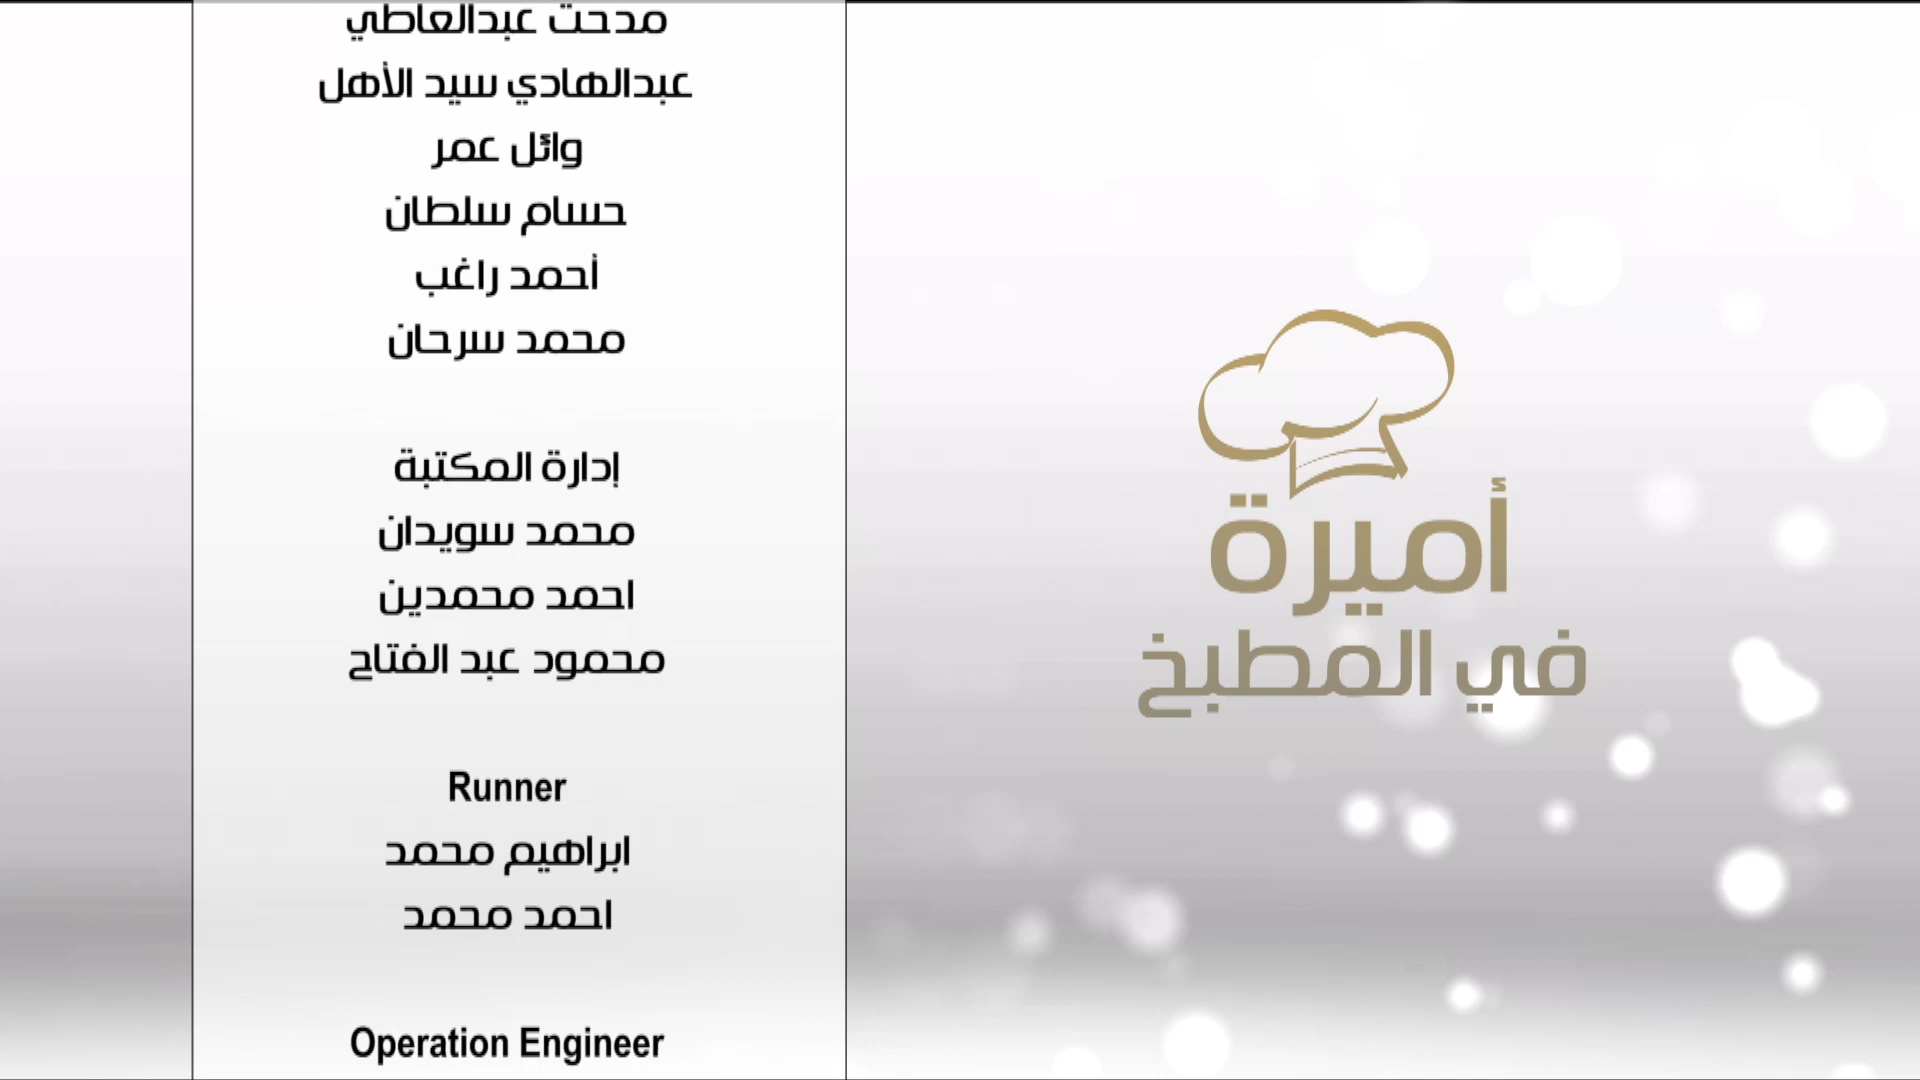 مدحت عبدالعاطي
عبدالهادي سيد الأهل
وائل عمر
حسام سلطان
أحمد راغب
محمد سرحان
إدارة المكتبة
محمد سويدان
احمد محمدين
محمود عبد الفتاح
Runner
ابراهيم محمد
احمد محمد
Operation Engineer
أميرة
في المطبخ